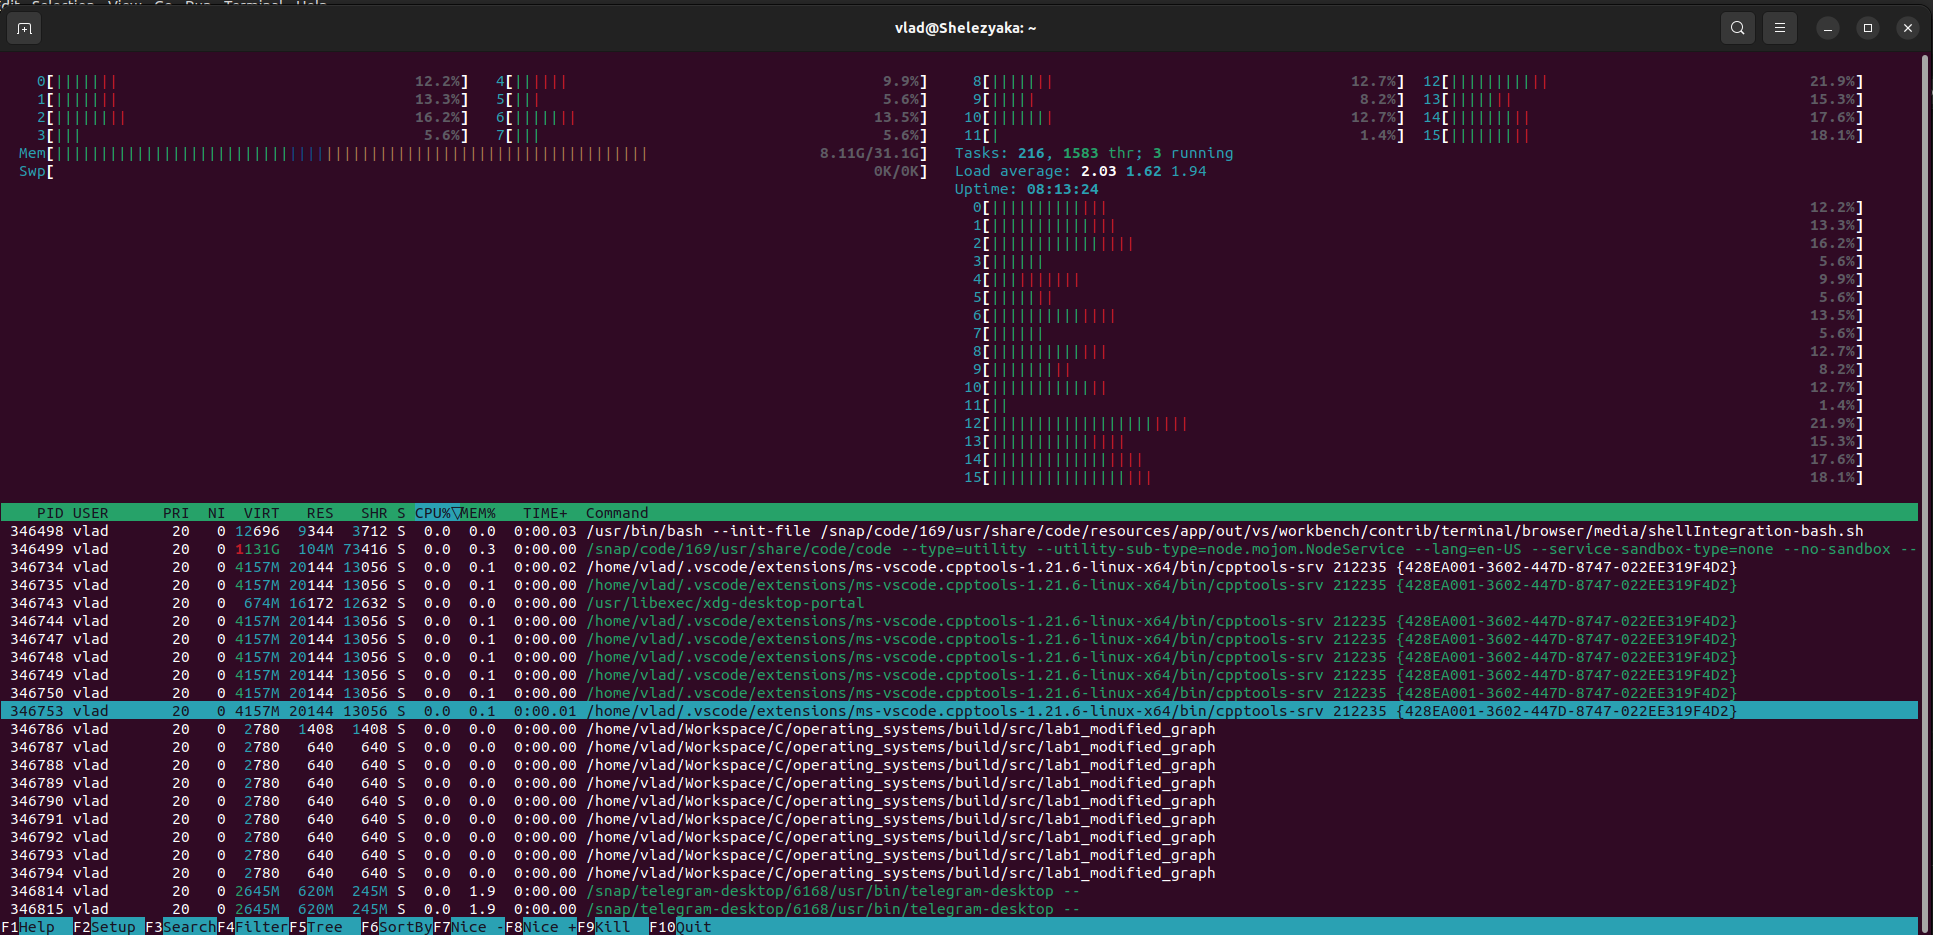 Edit Selection View Go Run Terminal Help
vlad@Shelezyaka: ~
0[||||||| 12.2%] 4[|||||| 9.9%] 8[||||||| 12.7%] 12[||||||||||| 21.9%]
1[||||||| 13.3%] 5[||| 5.6%] 9[||||| 8.2%] 13[||||||| 15.3%]
2[|||||||| 16.2%] 6[||||||| 13.5%] 10[||||||| 12.7%] 14[||||||||| 17.6%]
3[||| 5.6%] 7[||| 5.6%] 11[| 1.4%] 15[||||||||| 18.1%]
Mem[||||||||||||||||||||||||||||||||||||||||||||||||||||||||||||||||||| 8.11G/31.1G] Tasks: 216, 1583 thr; 3 running
Swp[ 0K/0K] Load average: 2.03 1.62 1.94
Uptime: 08:13:24
0[||||||||||||| 12.2%]
1[|||||||||||||| 13.3%]
2[|||||||||||||||| 16.2%]
3[|||||| 5.6%]
4[|||||||||| 9.9%]
5[||||||| 5.6%]
6[|||||||||||||| 13.5%]
7[|||||| 5.6%]
8[||||||||||||| 12.7%]
9[||||||||| 8.2%]
10[||||||||||||| 12.7%]
11[|| 1.4%]
12[|||||||||||||||||||||| 21.9%]
13[||||||||||||||| 15.3%]
14[||||||||||||||||| 17.6%]
15[|||||||||||||||||| 18.1%]
PID USER PRI NI VIRT RES SHR S CPU%▽MEM% TIME+ Command
346498 vlad 20 0 12696 9344 3712 S 0.0 0.0 0:00.03 /usr/bin/bash --init-file /snap/code/169/usr/share/code/resources/app/out/vs/workbench/contrib/terminal/browser/media/shellIntegration-bash.sh
346499 vlad 20 0 1131G 104M 73416 S 0.0 0.3 0:00.00 /snap/code/169/usr/share/code/code --type=utility --utility-sub-type=node.mojom.NodeService --lang=en-US --service-sandbox-type=none --no-sandbox --
346734 vlad 20 0 4157M 20144 13056 S 0.0 0.1 0:00.02 /home/vlad/.vscode/extensions/ms-vscode.cpptools-1.21.6-linux-x64/bin/cpptools-srv 212235 {428EA001-3602-447D-8747-022EE319F4D2}
346735 vlad 20 0 4157M 20144 13056 S 0.0 0.1 0:00.00 /home/vlad/.vscode/extensions/ms-vscode.cpptools-1.21.6-linux-x64/bin/cpptools-srv 212235 {428EA001-3602-447D-8747-022EE319F4D2}
346743 vlad 20 0 674M 16172 12632 S 0.0 0.0 0:00.00 /usr/libexec/xdg-desktop-portal
346744 vlad 20 0 4157M 20144 13056 S 0.0 0.1 0:00.00 /home/vlad/.vscode/extensions/ms-vscode.cpptools-1.21.6-linux-x64/bin/cpptools-srv 212235 {428EA001-3602-447D-8747-022EE319F4D2}
346747 vlad 20 0 4157M 20144 13056 S 0.0 0.1 0:00.00 /home/vlad/.vscode/extensions/ms-vscode.cpptools-1.21.6-linux-x64/bin/cpptools-srv 212235 {428EA001-3602-447D-8747-022EE319F4D2}
346748 vlad 20 0 4157M 20144 13056 S 0.0 0.1 0:00.00 /home/vlad/.vscode/extensions/ms-vscode.cpptools-1.21.6-linux-x64/bin/cpptools-srv 212235 {428EA001-3602-447D-8747-022EE319F4D2}
346749 vlad 20 0 4157M 20144 13056 S 0.0 0.1 0:00.00 /home/vlad/.vscode/extensions/ms-vscode.cpptools-1.21.6-linux-x64/bin/cpptools-srv 212235 {428EA001-3602-447D-8747-022EE319F4D2}
346750 vlad 20 0 4157M 20144 13056 S 0.0 0.1 0:00.00 /home/vlad/.vscode/extensions/ms-vscode.cpptools-1.21.6-linux-x64/bin/cpptools-srv 212235 {428EA001-3602-447D-8747-022EE319F4D2}
346753 vlad 20 0 4157M 20144 13056 S 0.0 0.1 0:00.01 /home/vlad/.vscode/extensions/ms-vscode.cpptools-1.21.6-linux-x64/bin/cpptools-srv 212235 {428EA001-3602-447D-8747-022EE319F4D2}
346786 vlad 20 0 2780 1408 1408 S 0.0 0.0 0:00.00 /home/vlad/Workspace/C/operating_systems/build/src/lab1_modified_graph
346787 vlad 20 0 2780 640 640 S 0.0 0.0 0:00.00 /home/vlad/Workspace/C/operating_systems/build/src/lab1_modified_graph
346788 vlad 20 0 2780 640 640 S 0.0 0.0 0:00.00 /home/vlad/Workspace/C/operating_systems/build/src/lab1_modified_graph
346789 vlad 20 0 2780 640 640 S 0.0 0.0 0:00.00 /home/vlad/Workspace/C/operating_systems/build/src/lab1_modified_graph
346790 vlad 20 0 2780 640 640 S 0.0 0.0 0:00.00 /home/vlad/Workspace/C/operating_systems/build/src/lab1_modified_graph
346791 vlad 20 0 2780 640 640 S 0.0 0.0 0:00.00 /home/vlad/Workspace/C/operating_systems/build/src/lab1_modified_graph
346792 vlad 20 0 2780 640 640 S 0.0 0.0 0:00.00 /home/vlad/Workspace/C/operating_systems/build/src/lab1_modified_graph
346793 vlad 20 0 2780 640 640 S 0.0 0.0 0:00.00 /home/vlad/Workspace/C/operating_systems/build/src/lab1_modified_graph
346794 vlad 20 0 2780 640 640 S 0.0 0.0 0:00.00 /home/vlad/Workspace/C/operating_systems/build/src/lab1_modified_graph
346814 vlad 20 0 2645M 620M 245M S 0.0 1.9 0:00.00 /snap/telegram-desktop/6168/usr/bin/telegram-desktop --
346815 vlad 20 0 2645M 620M 245M S 0.0 1.9 0:00.00 /snap/telegram-desktop/6168/usr/bin/telegram-desktop --
F1Help F2Setup F3SearchF4FilterF5Tree F6SortByF7Nice -F8Nice +F9Kill F10Quit